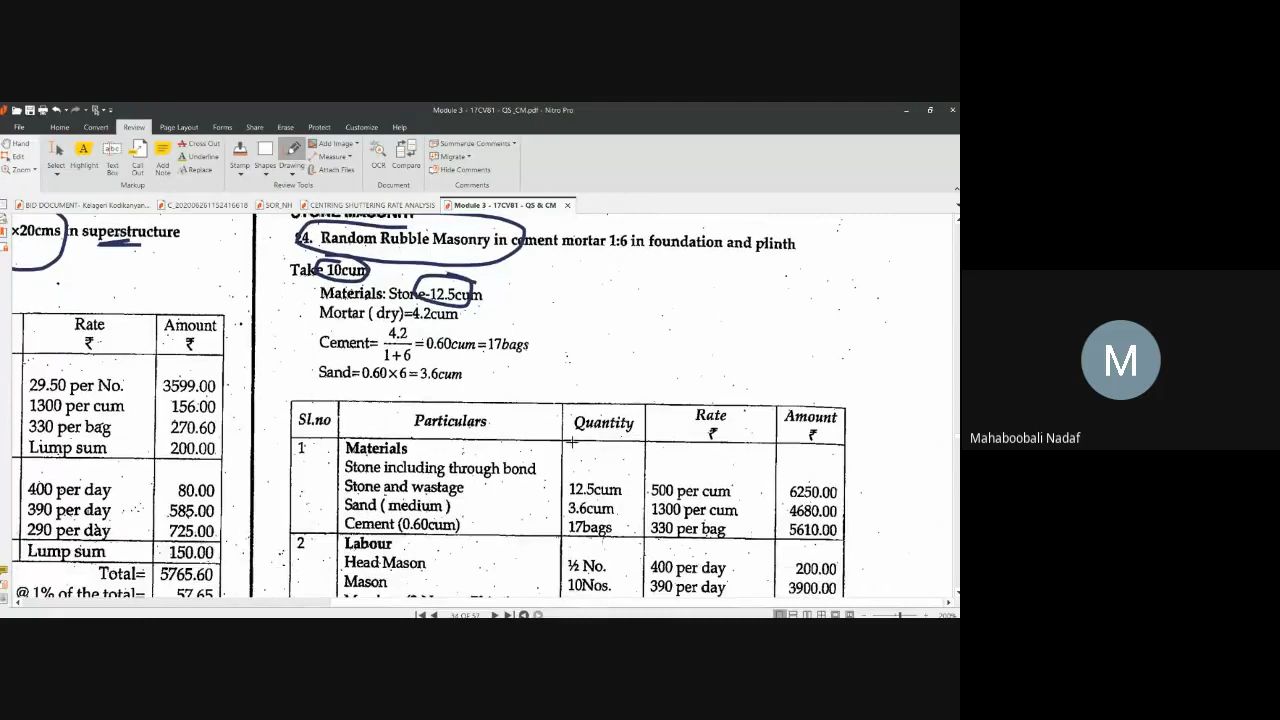 Module 3 - 17CV81 - QS _CM.pdf - Nitro Pro
File Home Convert Review Page Layout Forms Share Erase Protect Customize Help
Hand
Edit
Zoom
Select
Highlight
Text Box
Call Out
Add Note
Cross Out
Underline
Replace
Markup
Stamp
Shapes
Drawing
Add Image
Measure
Attach Files
Review Tools
OCR
Compare
Document
Summarize Comments
Migrate
Hide Comments
Comments
BID DOCUMENT- Kelageri Kodikanyan...
C_202006261152416618
SOR_NH
CENTRING SHUTTERING RATE ANALYSIS
Module 3 - 17CV81 - QS & CM
×20cms in superstructure
Rate ₹ Amount ₹
29.50 per No. 3599.00
1300 per cum 156.00
330 per bag 270.60
Lump sum 200.00
400 per day 80.00
390 per day 585.00
290 per day 725.00
Lump sum 150.00
Total= 5765.60
@ 1% of the total= 57.65
STONE MASONRY
24. Random Rubble Masonry in cement mortar 1:6 in foundation and plinth
Take 10cum
Materials: Stone-12.5cum
Mortar ( dry)=4.2cum
Cement= 4.2/1+6 = 0.60cum = 17bags
Sand= 0.60 × 6 = 3.6cum
Sl.no Particulars Quantity Rate ₹ Amount ₹
1 Materials
Stone including through bond
Stone and wastage 12.5cum 500 per cum 6250.00
Sand ( medium ) 3.6cum 1300 per cum 4680.00
Cement (0.60cum) 17bags 330 per bag 5610.00
2 Labour
Head Mason ½ No. 400 per day 200.00
Mason 10Nos. 390 per day 3900.00
34 OF 57
200%
M
Mahaboobali Nadaf